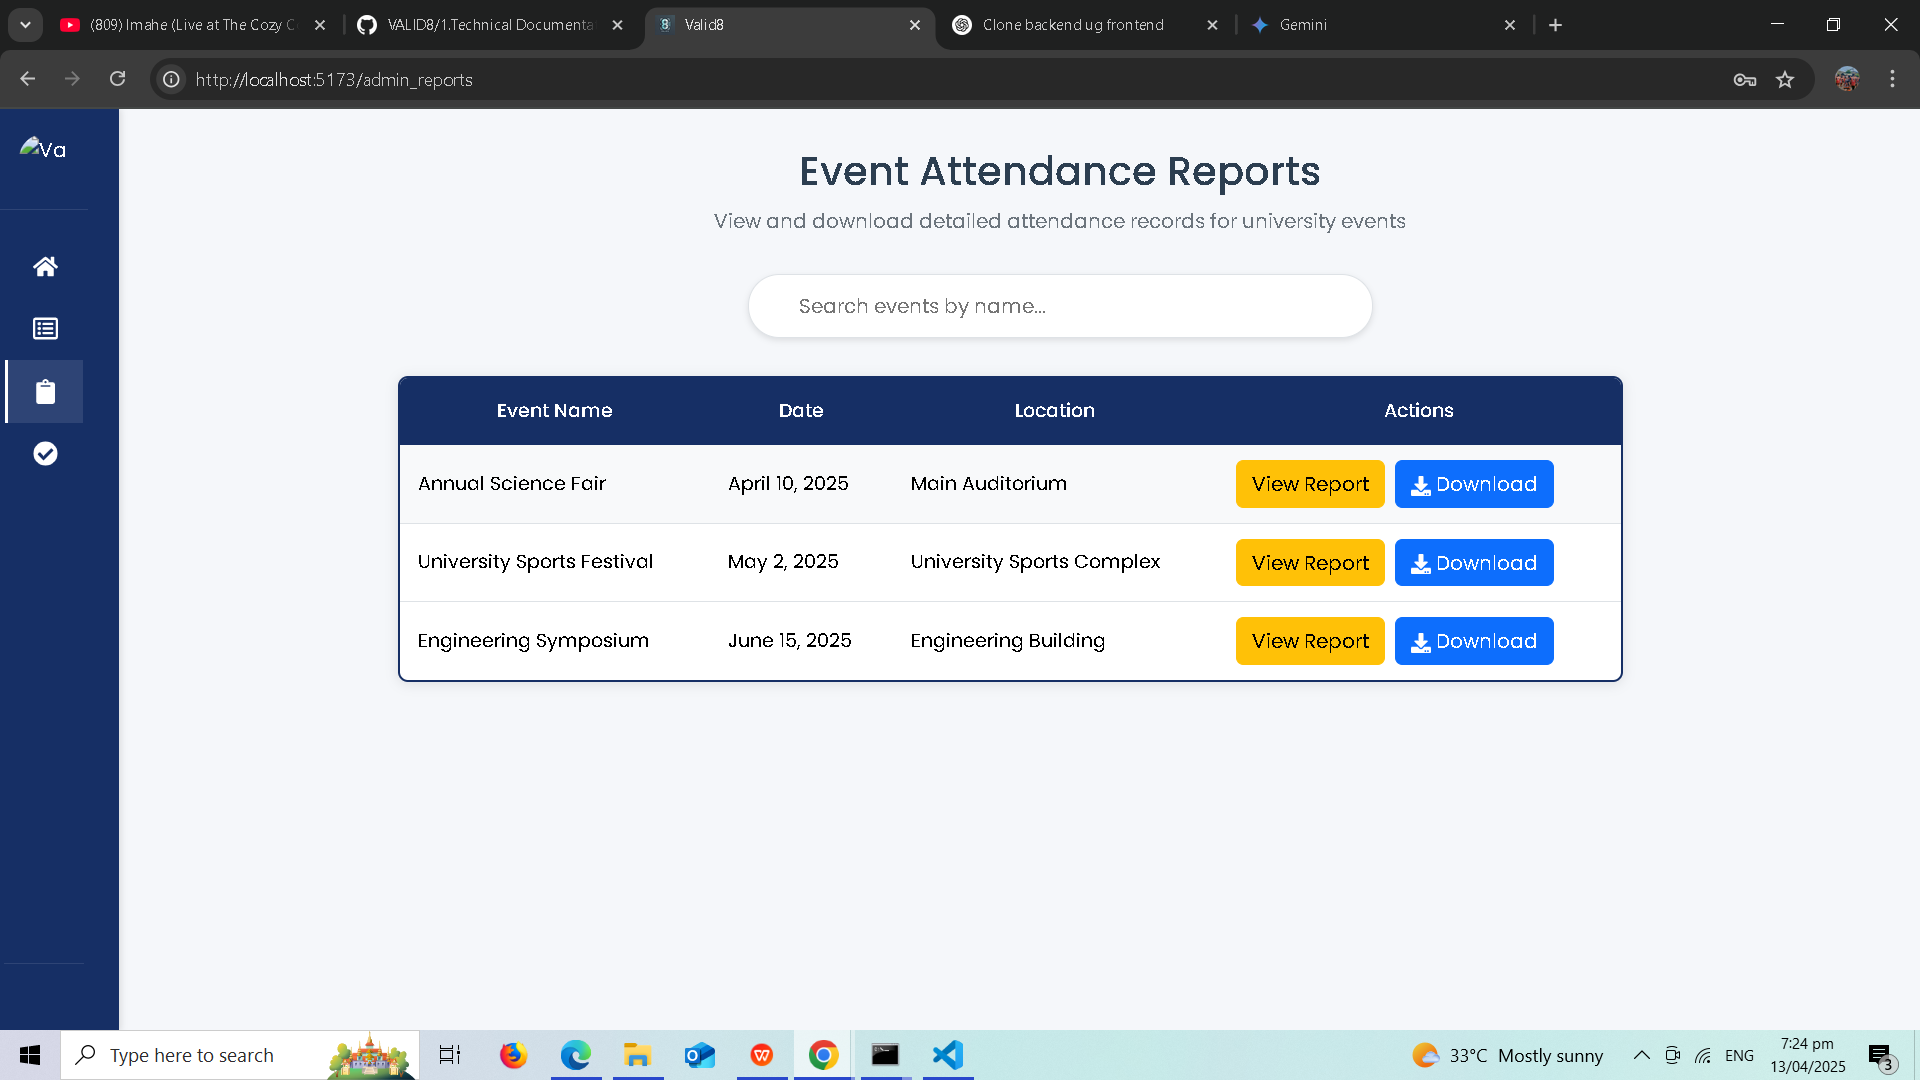 (809) Imahe (Live at The Cozy C
VALID8/1.Technical Documenta
Valid8
Clone backend ug frontend
Gemini
http://localhost:5173/admin_reports
Va
Event Attendance Reports
View and download detailed attendance records for university events
Search events by name...
Event Name Date Location Actions
Annual Science Fair April 10, 2025 Main Auditorium View Report Download
University Sports Festival May 2, 2025 University Sports Complex View Report Download
Engineering Symposium June 15, 2025 Engineering Building View Report Download
Type here to search
33°C Mostly sunny
ENG
7:24 pm
13/04/2025
3